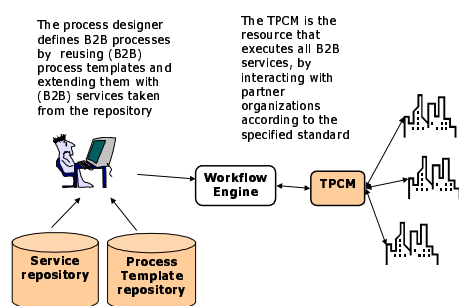 The process designer
defines B2B processes
by reusing (B2B)
process templates and
extending them with
(B2B) services taken
from the repository
The TPCM is the
resource that
executes all B2B
services, by
interacting with
partner
organizations
according to the
specified standard
Workflow
Engine
TPCM
Service
repository
Process
Template
repository